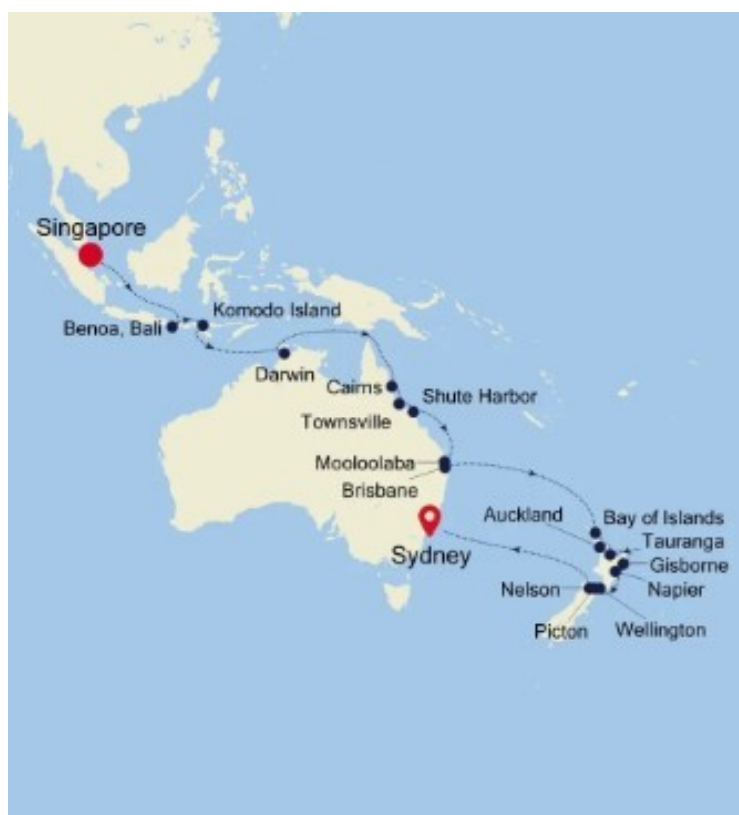 Singapore
Komodo Island
Benoa, Bali
Darwin
Cairns
Shute Harbor
Townsville
Mooloolaba
Brisbane
Auckland
Bay of Islands
Tauranga
Sydney
Gisborne
Nelson
Napier
Picton
Wellington